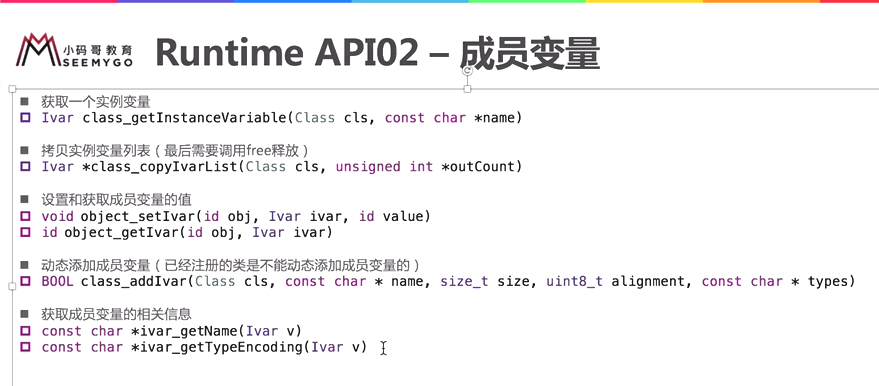 小码哥教育
SEEMYGO
Runtime API02 – 成员变量
获取一个实例变量
Ivar class_getInstanceVariable(Class cls, const char *name)
拷贝实例变量列表（最后需要调用free释放）
Ivar *class_copyIvarList(Class cls, unsigned int *outCount)
设置和获取成员变量的值
void object_setIvar(id obj, Ivar ivar, id value)
id object_getIvar(id obj, Ivar ivar)
动态添加成员变量（已经注册的类是不能动态添加成员变量的）
BOOL class_addIvar(Class cls, const char * name, size_t size, uint8_t alignment, const char * types)
获取成员变量的相关信息
const char *ivar_getName(Ivar v)
const char *ivar_getTypeEncoding(Ivar v)